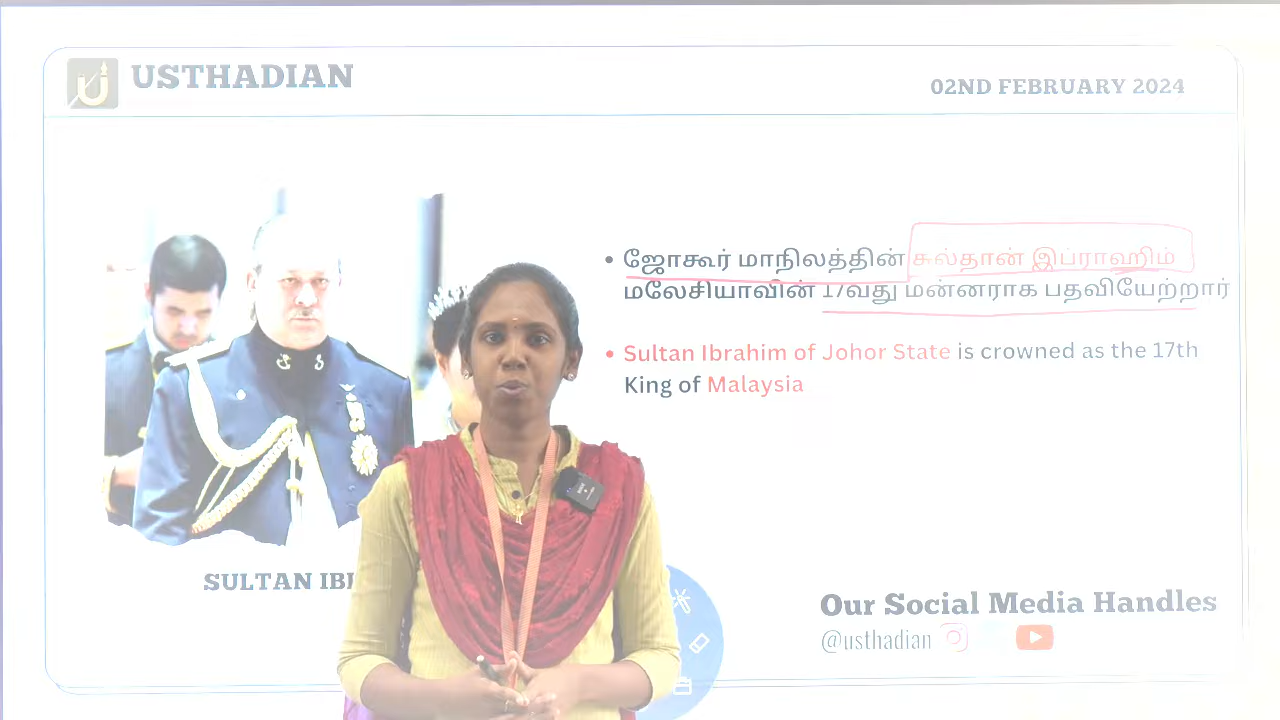 USTHADIAN
02ND FEBRUARY 2024
ஜோகூர் மாநிலத்தின் சுல்தான் இப்ராஹிம்
மலேசியாவின் 17வது மன்னராக பதவியேற்றார்
Sultan Ibrahim of Johor State is crowned as the 17th
King of Malaysia
SULTAN
Our Social Media Handles
@usthadian